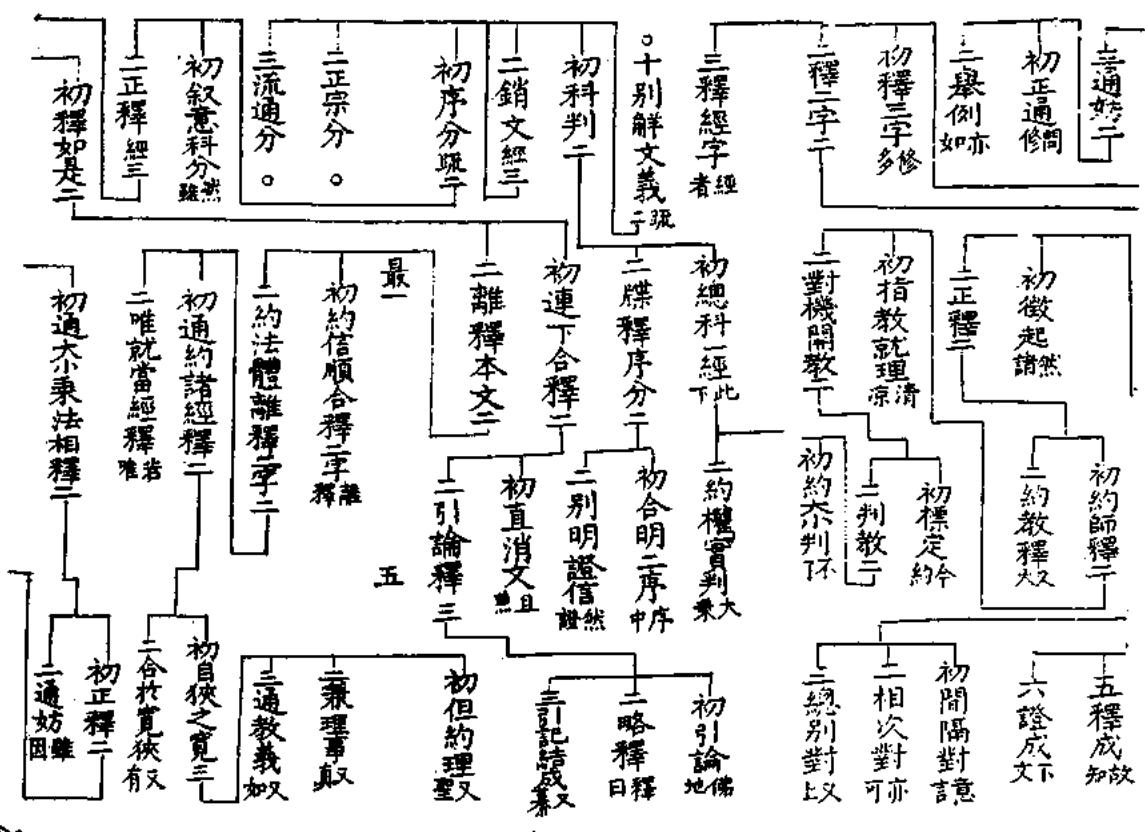 二通妨二
初正通問修
二舉例亦如
初釋三字修多
二釋二字二
三釋經字經者
○十別解文義疏二
初科判二
二銷文經三
初序分疏二
二正宗分○
三流通分○
初叙意科分然雖
二正釋經三
初釋如是二
初徵起然諸
二正釋二
初指教就理清凉
二對機開教二
初總科一經此下
二牒釋序分二
初連下合釋二
二離釋本文二
最一
初約信順合釋二字離釋
二約法體離釋二字二
初通約諸經釋二
二唯就當經釋若唯
初通大小乘法相釋二
初約師釋二
二約教釋又大
初標定今約
二判教二
初約大小判不了
二約權實判大乘
初合明二序序中
二別明證信然證
初直消文且
二引論釋三
五
五釋成故知
六證成下文
初間隔對意言
二相次對亦可
三總別對又上
初引論佛地
二略釋釋曰
三引記結成又
初但約理又聖
二兼理事又真
三通教義又如
初自狹之寬三
二合於寬狹又有
初正釋二
二通妨雖因